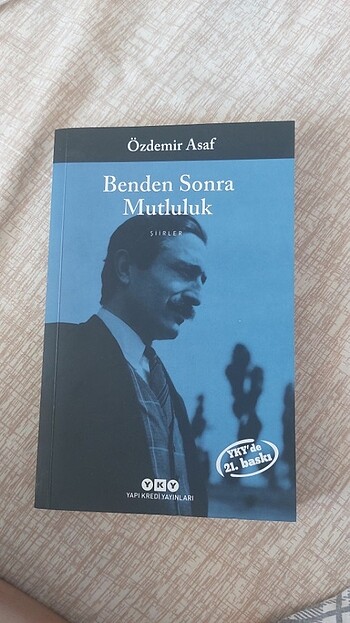 Özdemir Asaf
Benden Sonra
Mutluluk
ŞİİRLER
YKY'de
21. baskı
YKY
YAPI KREDİ YAYINLARI